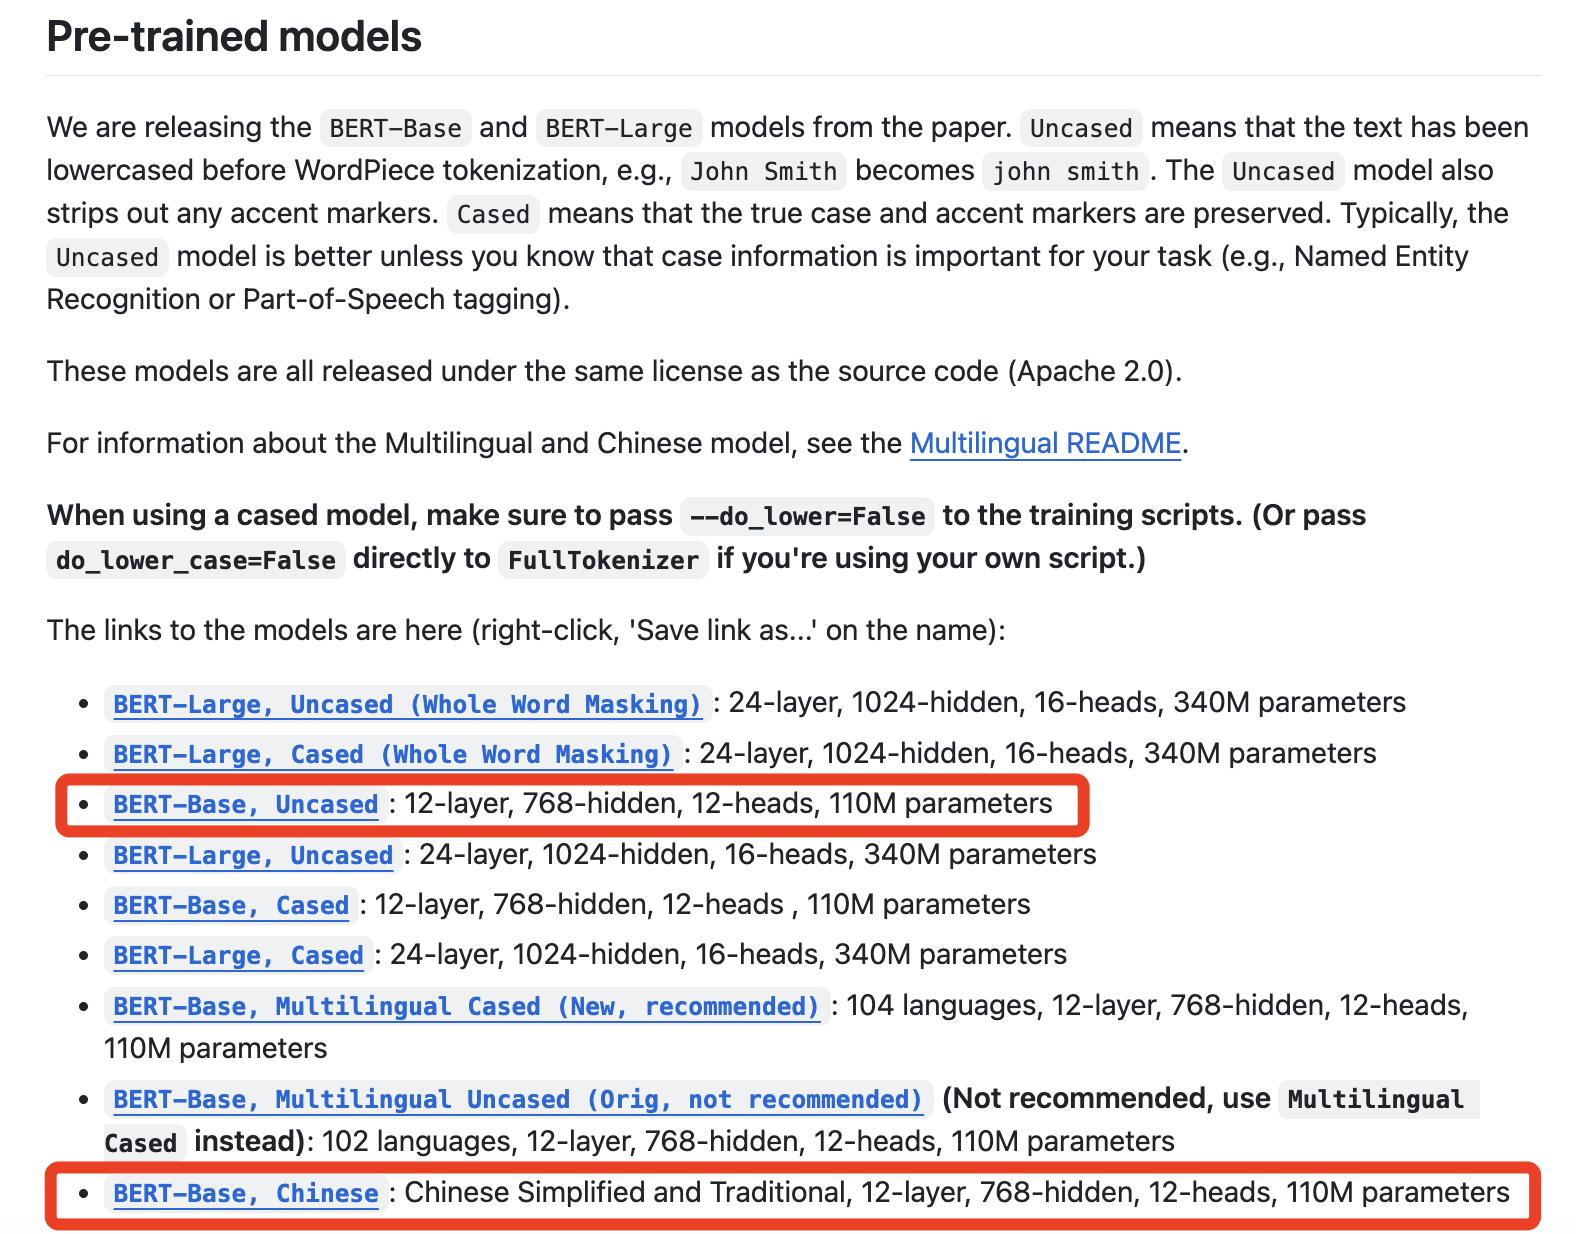 Pre-trained models
We are releasing the BERT-Base and BERT-Large models from the paper. Uncased means that the text has been
lowercased before WordPiece tokenization, e.g., John Smith becomes john smith. The Uncased model also
strips out any accent markers. Cased means that the true case and accent markers are preserved. Typically, the
Uncased model is better unless you know that case information is important for your task (e.g., Named Entity
Recognition or Part-of-Speech tagging).
These models are all released under the same license as the source code (Apache 2.0).
For information about the Multilingual and Chinese model, see the Multilingual README.
When using a cased model, make sure to pass --do_lower=False to the training scripts. (Or pass
do_lower_case=False directly to FullTokenizer if you're using your own script.)
The links to the models are here (right-click, 'Save link as...' on the name):
• BERT-Large, Uncased (Whole Word Masking): 24-layer, 1024-hidden, 16-heads, 340M parameters
• BERT-Large, Cased (Whole Word Masking): 24-layer, 1024-hidden, 16-heads, 340M parameters
• BERT-Base, Uncased: 12-layer, 768-hidden, 12-heads, 110M parameters
• BERT-Large, Uncased: 24-layer, 1024-hidden, 16-heads, 340M parameters
• BERT-Base, Cased: 12-layer, 768-hidden, 12-heads , 110M parameters
• BERT-Large, Cased: 24-layer, 1024-hidden, 16-heads, 340M parameters
• BERT-Base, Multilingual Cased (New, recommended): 104 languages, 12-layer, 768-hidden, 12-heads,
110M parameters
• BERT-Base, Multilingual Uncased (Orig, not recommended) (Not recommended, use Multilingual
Cased instead): 102 languages, 12-layer, 768-hidden, 12-heads, 110M parameters
• BERT-Base, Chinese: Chinese Simplified and Traditional, 12-layer, 768-hidden, 12-heads, 110M parameters